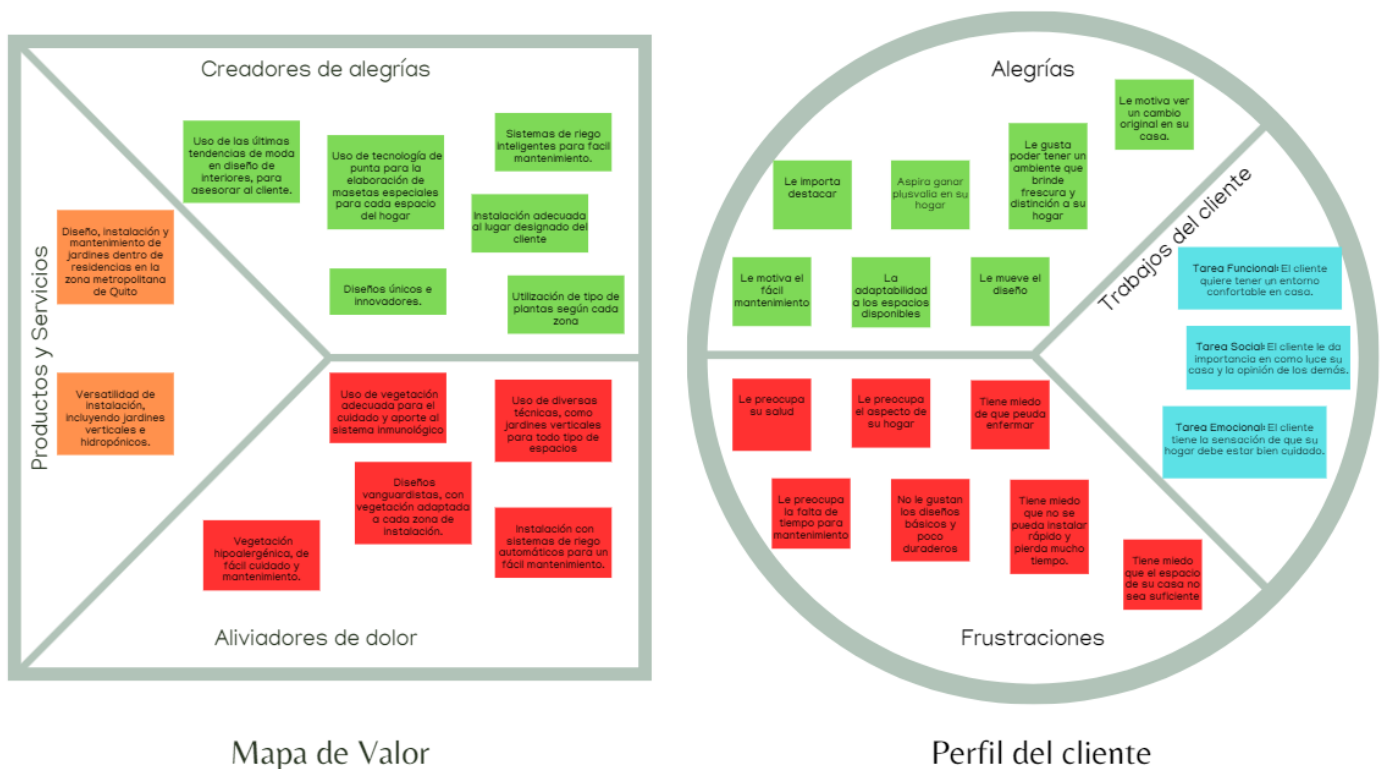 Creadores de alegrías
Uso de las últimas
tendencias de moda
en diseño de
interiores, para
asesorar al cliente.
Uso de tecnología de
punta para la
elaboración de
masetas especiales
para cada espacio
del hogar
Sistemas de riego
inteligentes para facil
mantenimiento.
Instalación adecuada
al lugar designado del
cliente
Diseños únicos e
innovadores.
Utilización de tipo de
plantas según cada
zona
Productos y Servicios
Diseño, instalación y
mantenimiento de
jardines dentro de
residencias en la
zona metropolitana
de Quito
Versatilidad de
instalación,
incluyendo jardines
verticales e
hidropónicos.
Uso de vegetación
adecuada para el
cuidado y aporte al
sistema inmunológico
Uso de diversas
técnicas, como
jardines verticales
para todo tipo de
espacios
Diseños
vanguardistas, con
vegetación adaptada
a cada zona de
instalación.
Vegetación
hipoalergénica, de
fácil cuidado y
mantenimiento.
Instalación con
sistemas de riego
automáticos para un
fácil mantenimiento.
Aliviadores de dolor
Mapa de Valor
Alegrías
Le motiva ver
un cambio
original en su
casa.
Le importa
destacar
Aspira ganar
plusvalia en su
hogar
Le gusta
poder tener un
ambiente que
brinde
frescura y
distinción a su
hogar
Le motiva el
fácil
mantenimiento
La
adaptabilidad
a los espacios
disponibles
Le mueve el
diseño
Trabajos del cliente
Tarea Funcional: El cliente
quiere tener un entorno
confortable en casa.
Tarea Social: El cliente le da
importancia en como luce su
casa y la opinión de los demás.
Tarea Emocional: El cliente
tiene la sensación de que su
hogar debe estar bien cuidado.
Le preocupa
su salud
Le preocupa
el aspecto de
su hogar
Tiene miedo
de que peuda
enfermar
Le preocupa
la falta de
tiempo para
mantenimiento
No le gustan
los diseños
básicos y
poco
duraderos
Tiene miedo
que no se
pueda instalar
rápido y
pierda mucho
tiempo.
Tiene miedo
que el espacio
de su casa no
sea suficiente
Frustraciones
Perfil del cliente